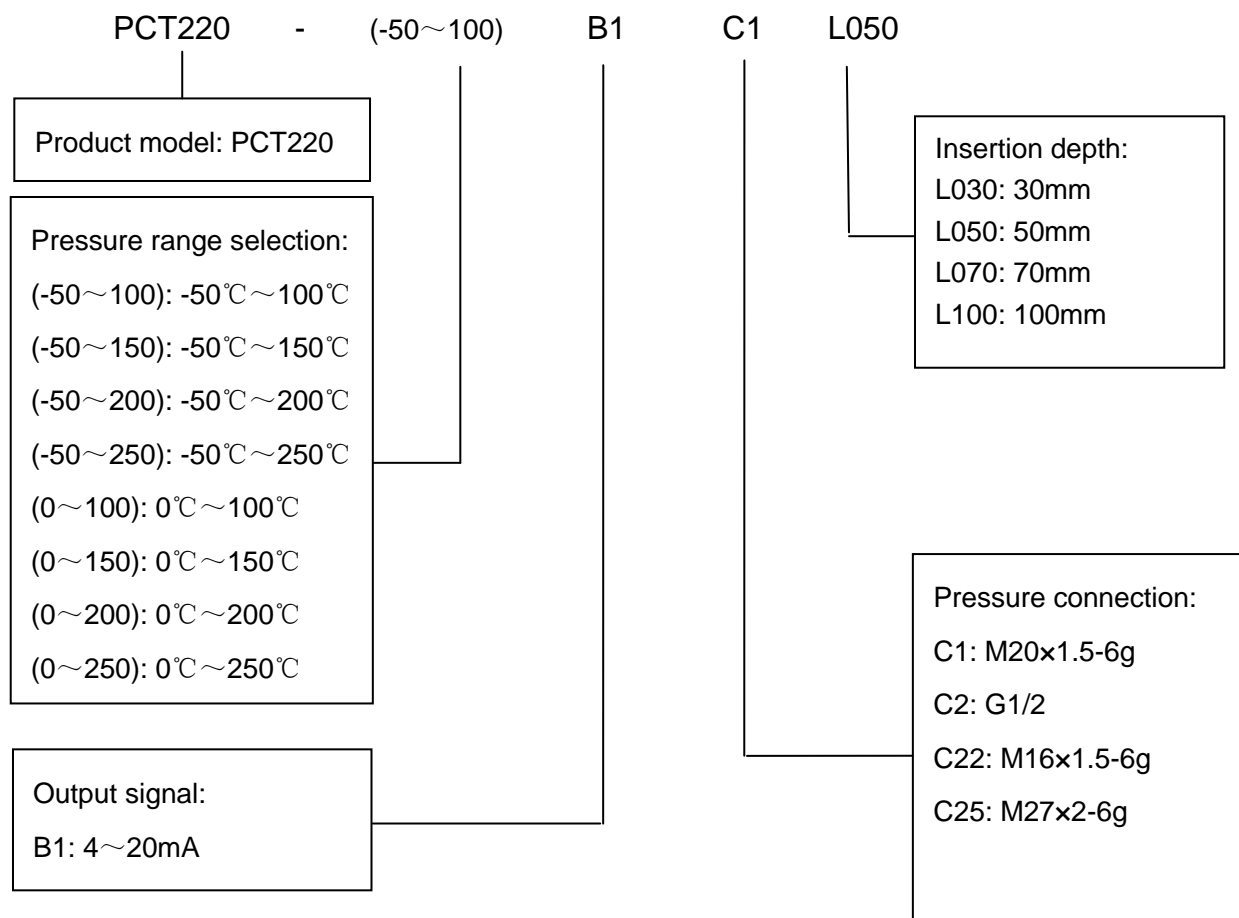 PCT220 - (-50～100) B1 C1 L050
Product model: PCT220
Pressure range selection:
(-50～100): -50℃～100℃
(-50～150): -50℃～150℃
(-50～200): -50℃～200℃
(-50～250): -50℃～250℃
(0～100): 0℃～100℃
(0～150): 0℃～150℃
(0～200): 0℃～200℃
(0～250): 0℃～250℃
Output signal:
B1: 4～20mA
Insertion depth:
L030: 30mm
L050: 50mm
L070: 70mm
L100: 100mm
Pressure connection:
C1: M20×1.5-6g
C2: G1/2
C22: M16×1.5-6g
C25: M27×2-6g